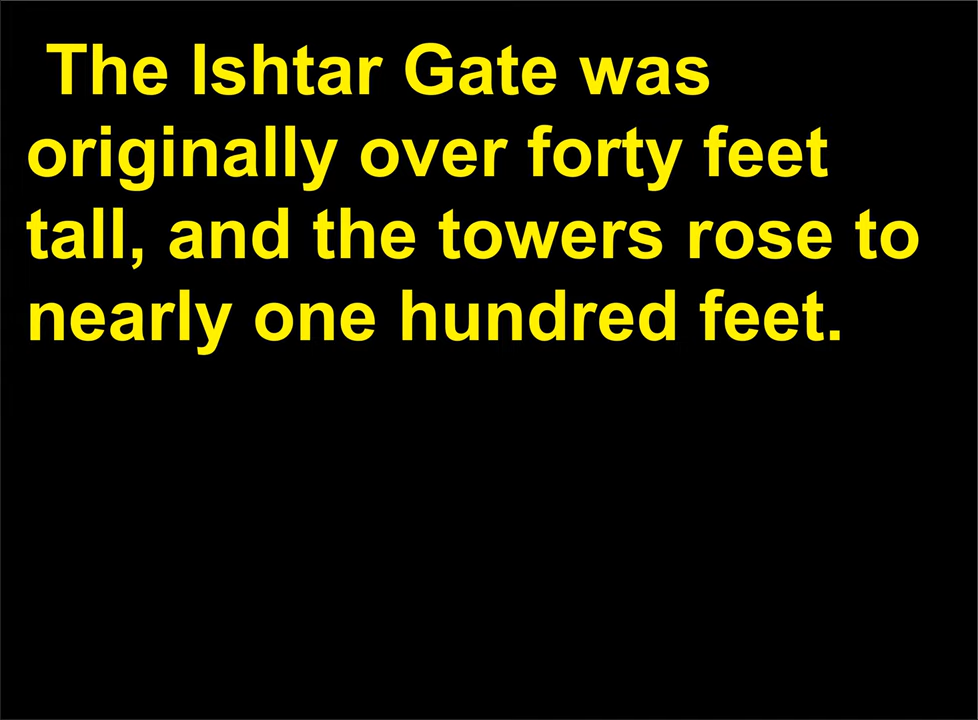 The Ishtar Gate was
originally over forty feet
tall, and the towers rose to
nearly one hundred feet.